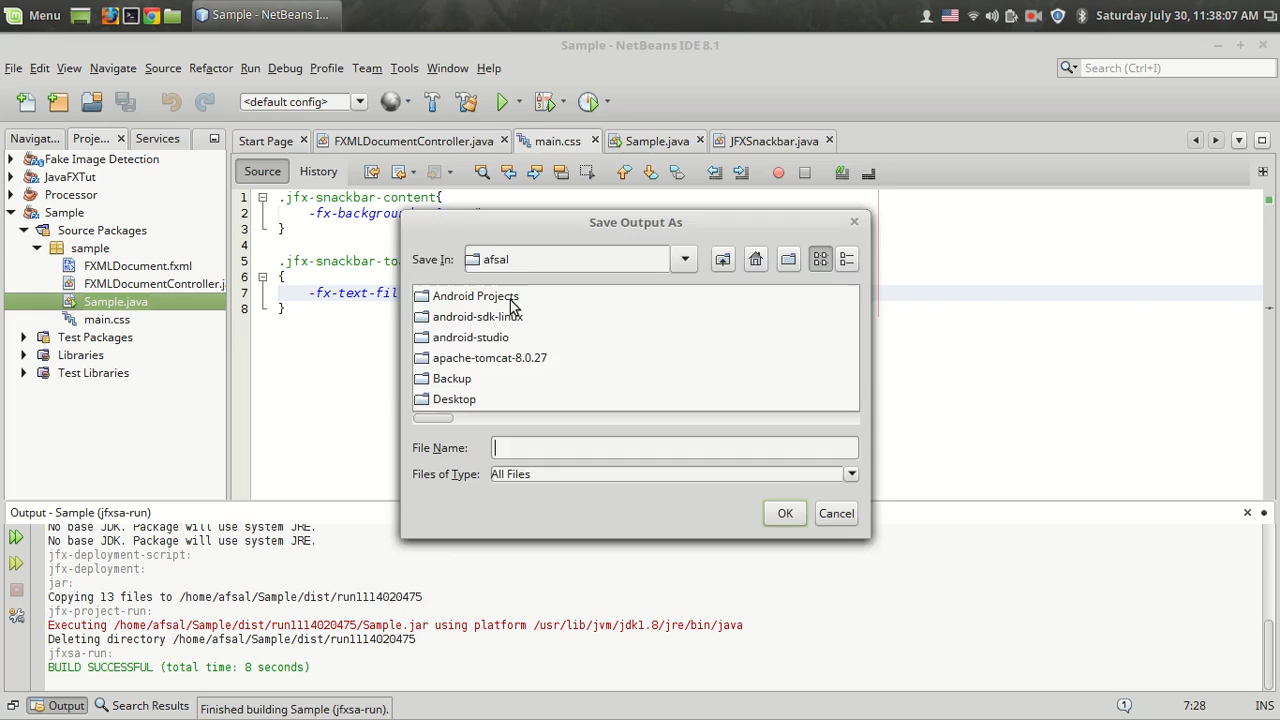 Menu
Sample - NetBeans I...
Saturday July 30, 11:38:07 AM
Sample - NetBeans IDE 8.1
File Edit View Navigate Source Refactor Run Debug Profile Team Tools Window Help
Search (Ctrl+I)
<default config>
Navigat... Proje... Services
Start Page FXMLDocumentController.java main.css Sample.java JFXSnackbar.java
Fake Image Detection
JavaFXTut
Processor
Sample
Source Packages
sample
FXMLDocument.fxml
FXMLDocumentController.j
Sample.java
main.css
Test Packages
Libraries
Test Libraries
Source History
1 .jfx-snackbar-content{
2 -fx-backgroun
3 }
4
5 .jfx-snackbar-to
6 {
7 -fx-text-fil
8 }
Save Output As
Save In: afsal
Android Projects
android-sdk-linux
android-studio
apache-tomcat-8.0.27
Backup
Desktop
File Name:
Files of Type: All Files
OK Cancel
Output - Sample (jfxsa-run)
No base JDK. Package will use system JRE.
No base JDK. Package will use system JRE.
jfx-deployment-script:
jfx-deployment:
jar:
Copying 13 files to /home/afsal/Sample/dist/run1114020475
jfx-project-run:
Executing /home/afsal/Sample/dist/run1114020475/Sample.jar using platform /usr/lib/jvm/jdk1.8/jre/bin/java
Deleting directory /home/afsal/Sample/dist/run1114020475
jfxsa-run:
BUILD SUCCESSFUL (total time: 8 seconds)
Output Search Results Finished building Sample (jfxsa-run). 1 7:28 INS